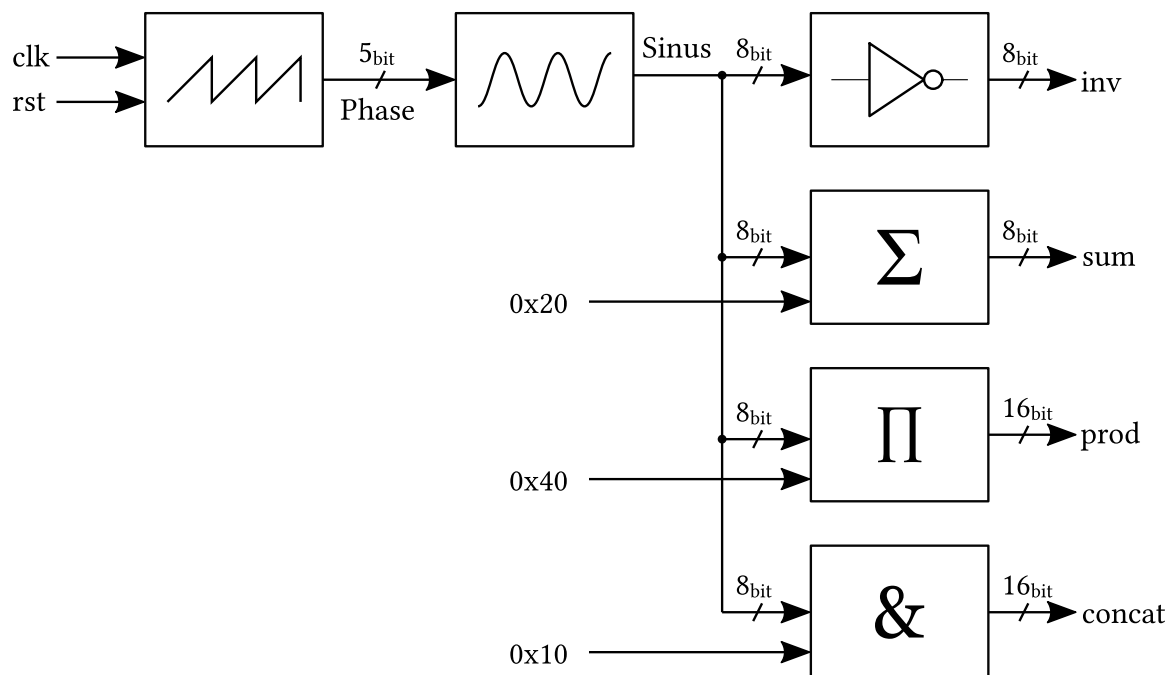 clk
rst
5bit
Phase
Sinus
8bit
8bit
inv
8bit
0x20
Σ
8bit
sum
8bit
0x40
∏
16bit
prod
8bit
0x10
&
16bit
concat